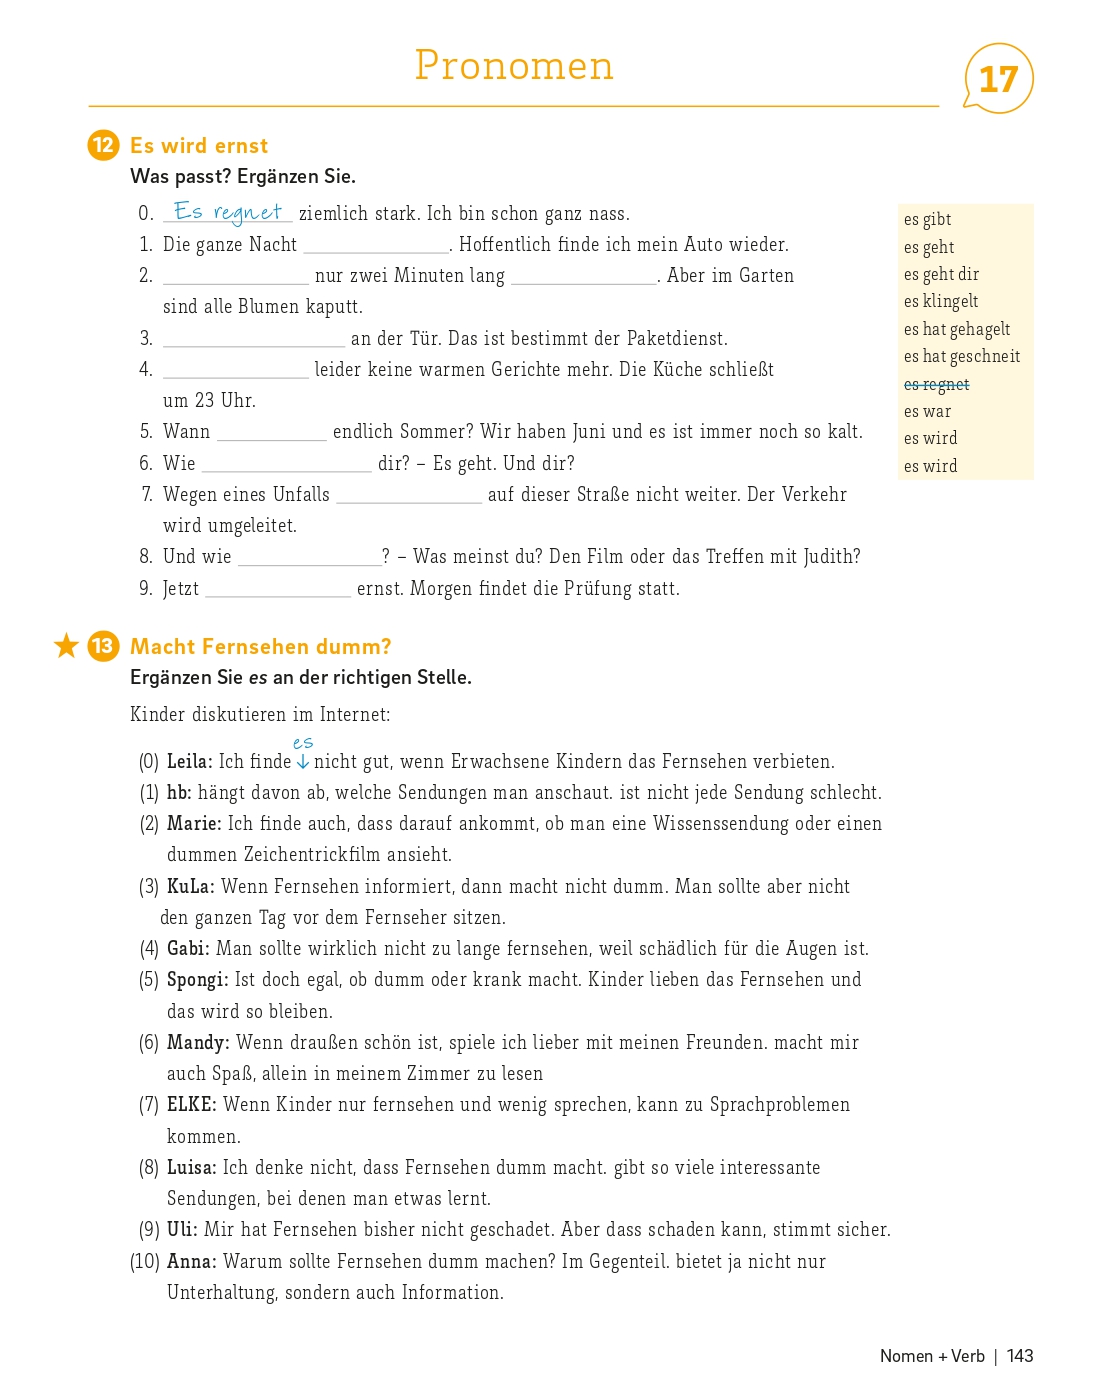 Pronomen
17
12 Es wird ernst
Was passt? Ergänzen Sie.
0. Es regnet ziemlich stark. Ich bin schon ganz nass.
1. Die ganze Nacht ______________. Hoffentlich finde ich mein Auto wieder.
2. ______________ nur zwei Minuten lang ______________. Aber im Garten
sind alle Blumen kaputt.
3. ______________ an der Tür. Das ist bestimmt der Paketdienst.
4. ______________ leider keine warmen Gerichte mehr. Die Küche schließt
um 23 Uhr.
5. Wann ___________ endlich Sommer? Wir haben Juni und es ist immer noch so kalt.
6. Wie ______________ dir? – Es geht. Und dir?
7. Wegen eines Unfalls ______________ auf dieser Straße nicht weiter. Der Verkehr
wird umgeleitet.
8. Und wie ______________? – Was meinst du? Den Film oder das Treffen mit Judith?
9. Jetzt ______________ ernst. Morgen findet die Prüfung statt.
es gibt
es geht
es geht dir
es klingelt
es hat gehagelt
es hat geschneit
es regnet
es war
es wird
es wird
13 Macht Fernsehen dumm?
Ergänzen Sie es an der richtigen Stelle.
Kinder diskutieren im Internet:
es
(0) Leila: Ich finde ↓ nicht gut, wenn Erwachsene Kindern das Fernsehen verbieten.
(1) hb: hängt davon ab, welche Sendungen man anschaut. ist nicht jede Sendung schlecht.
(2) Marie: Ich finde auch, dass darauf ankommt, ob man eine Wissenssendung oder einen
dummen Zeichentrickfilm ansieht.
(3) KuLa: Wenn Fernsehen informiert, dann macht nicht dumm. Man sollte aber nicht
den ganzen Tag vor dem Fernseher sitzen.
(4) Gabi: Man sollte wirklich nicht zu lange fernsehen, weil schädlich für die Augen ist.
(5) Spongi: Ist doch egal, ob dumm oder krank macht. Kinder lieben das Fernsehen und
das wird so bleiben.
(6) Mandy: Wenn draußen schön ist, spiele ich lieber mit meinen Freunden. macht mir
auch Spaß, allein in meinem Zimmer zu lesen
(7) ELKE: Wenn Kinder nur fernsehen und wenig sprechen, kann zu Sprachproblemen
kommen.
(8) Luisa: Ich denke nicht, dass Fernsehen dumm macht. gibt so viele interessante
Sendungen, bei denen man etwas lernt.
(9) Uli: Mir hat Fernsehen bisher nicht geschadet. Aber dass schaden kann, stimmt sicher.
(10) Anna: Warum sollte Fernsehen dumm machen? Im Gegenteil. bietet ja nicht nur
Unterhaltung, sondern auch Information.
Nomen + Verb | 143